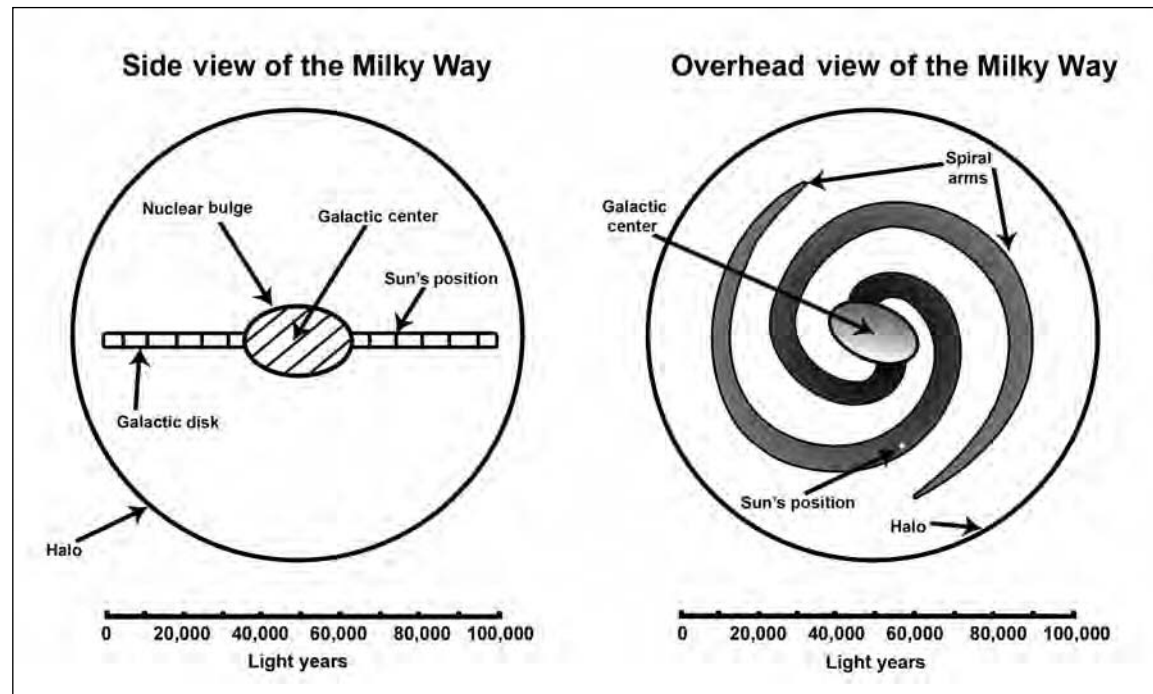 Side view of the Milky Way
Nuclear bulge
Galactic center
Sun's position
Galactic disk
Halo
0 20,000 40,000 60,000 80,000 100,000
Light years
Overhead view of the Milky Way
Spiral
arms
Galactic
center
Sun's position
Halo
0 20,000 40,000 60,000 80,000 100,000
Light years